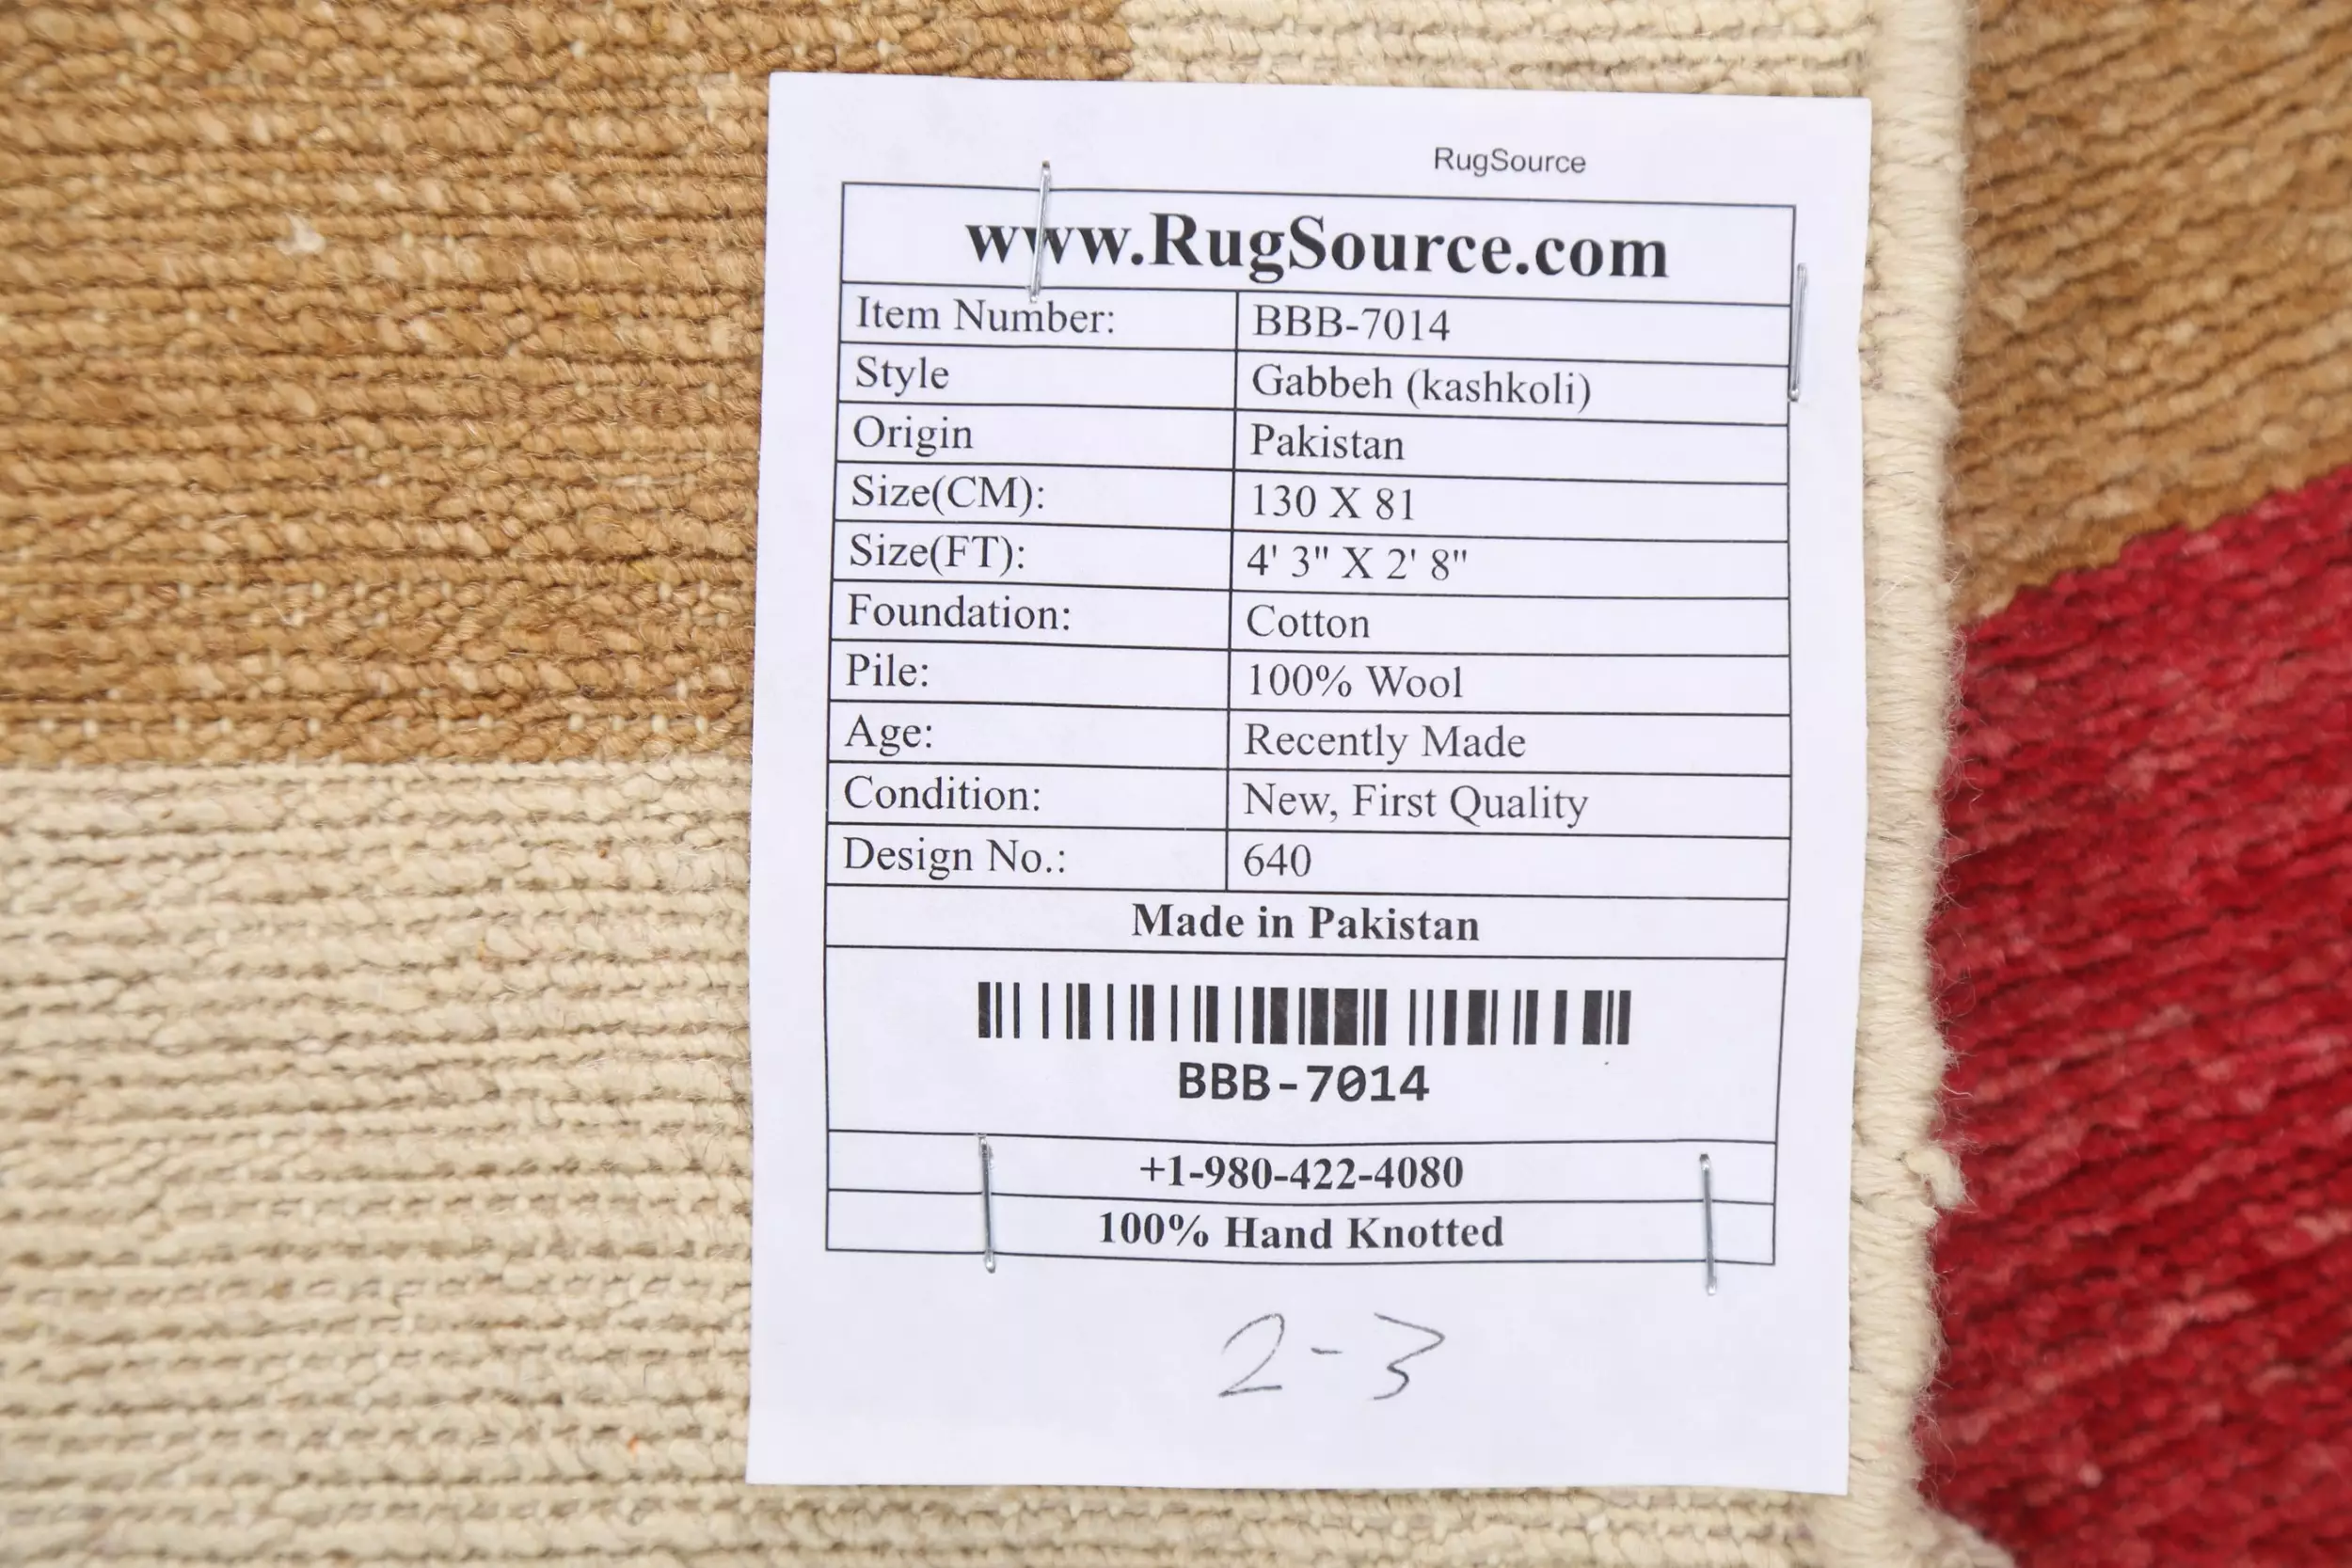 RugSource
www.RugSource.com
Item Number: BBB-7014
Style Gabbeh (kashkoli)
Origin Pakistan
Size(CM): 130 X 81
Size(FT): 4' 3" X 2' 8"
Foundation: Cotton
Pile: 100% Wool
Age: Recently Made
Condition: New, First Quality
Design No.: 640
Made in Pakistan
BBB-7014
+1-980-422-4080
100% Hand Knotted
2-3